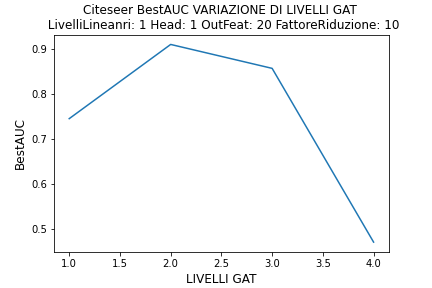 Citeseer BestAUC VARIAZIONE DI LIVELLI GAT
LivelliLineanri: 1 Head: 1 OutFeat: 20 FattoreRiduzione: 10
BestAUC
0.9
0.8
0.7
0.6
0.5
1.0 1.5 2.0 2.5 3.0 3.5 4.0
LIVELLI GAT